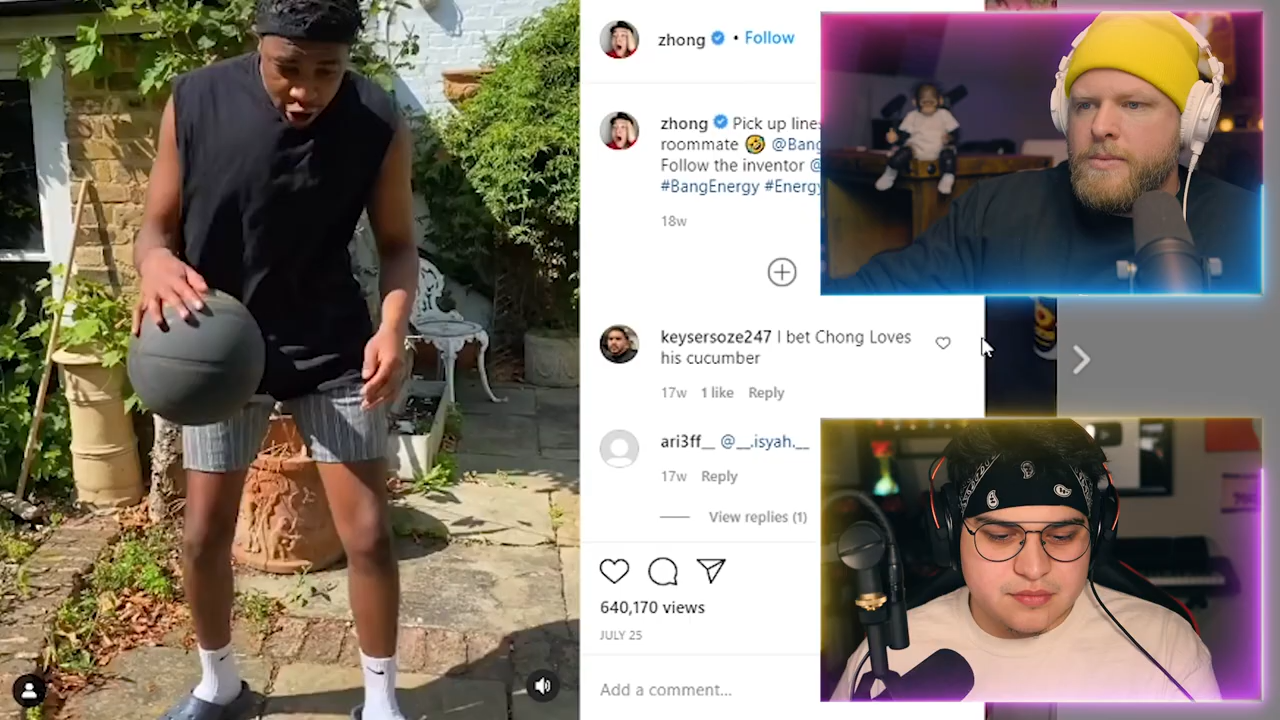 zhong • Follow
zhong Pick up lines
roommate 🤣 @Bang
Follow the inventor @
#BangEnergy #Energy
18w
keysersoze247 I bet Chong Loves
his cucumber
17w 1 like Reply
ari3ff__ @__.isyah.__
17w Reply
View replies (1)
640,170 views
JULY 25
Add a comment...